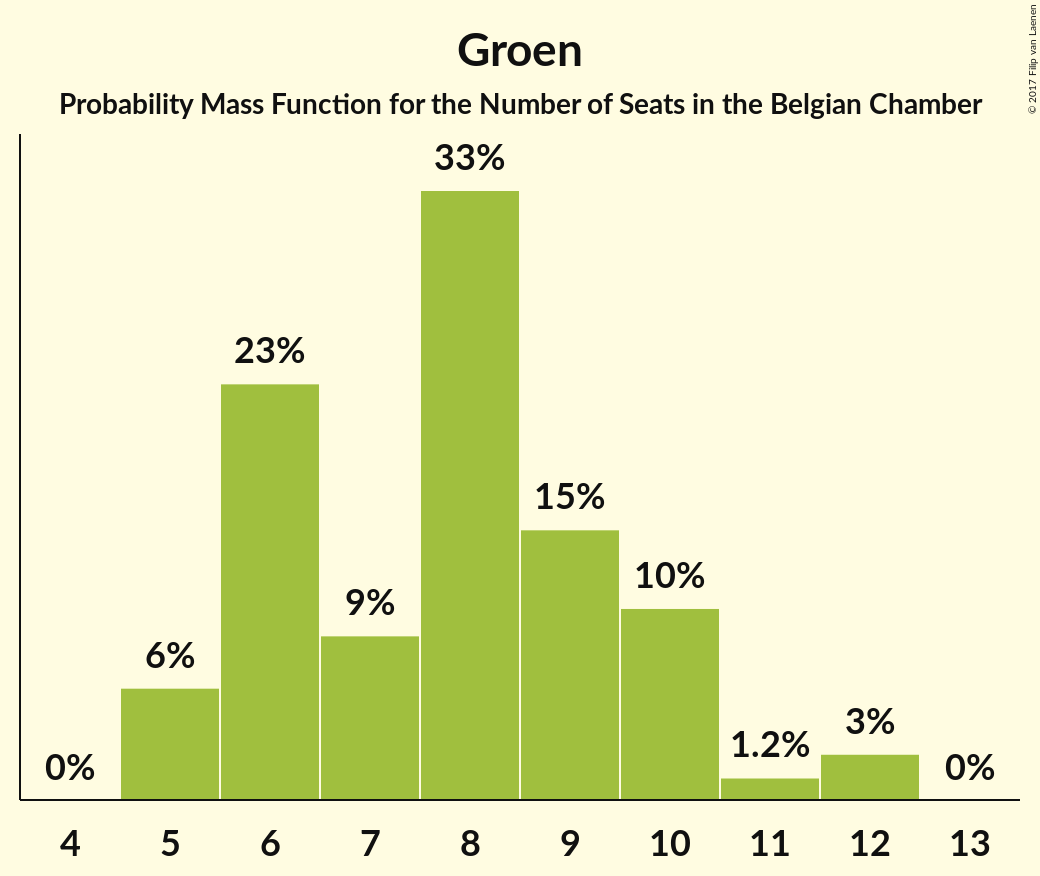 Groen
Probability Mass Function for the Number of Seats in the Belgian Chamber
© 2017 Filip van Laenen
33%
23%
15%
10%
9%
6%
3%
1.2%
0%
0%
4 5 6 7 8 9 10 11 12 13